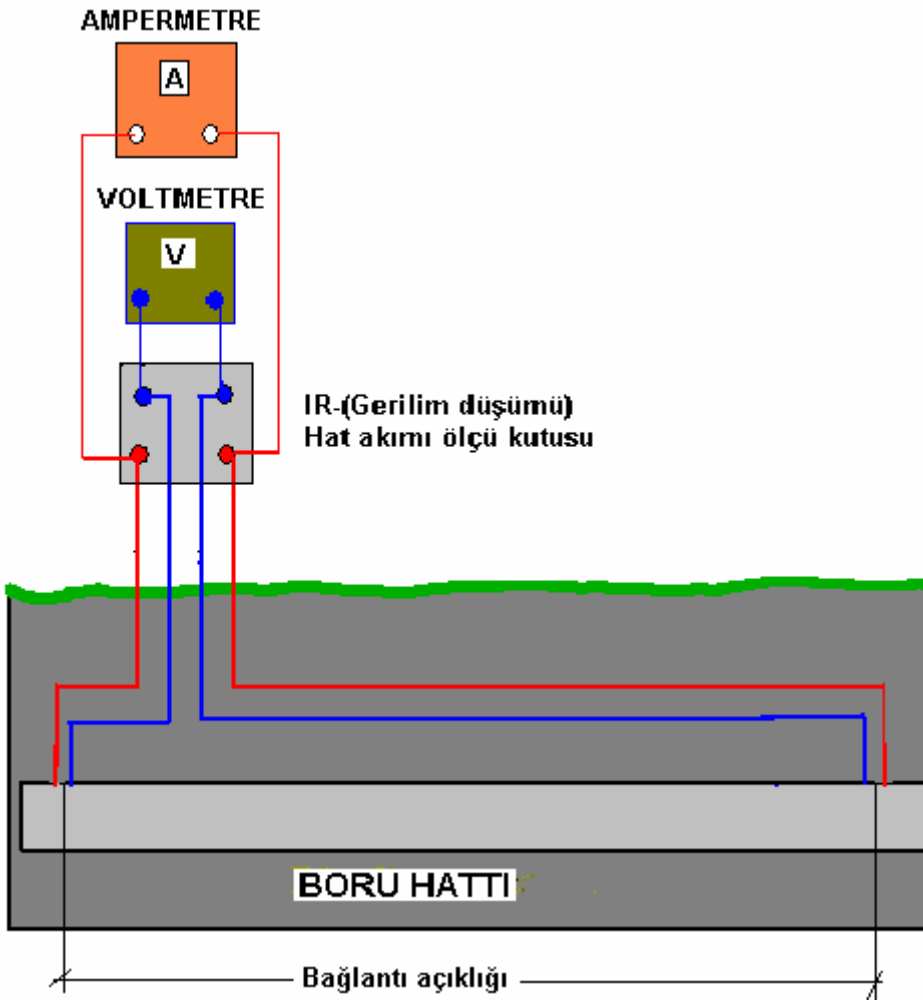 AMPERMETRE
A
VOLTMETRE
V
IR-(Gerilim düşümü)
Hat akımı ölçü kutusu
BORU HATTI
Bağlantı açıklığı